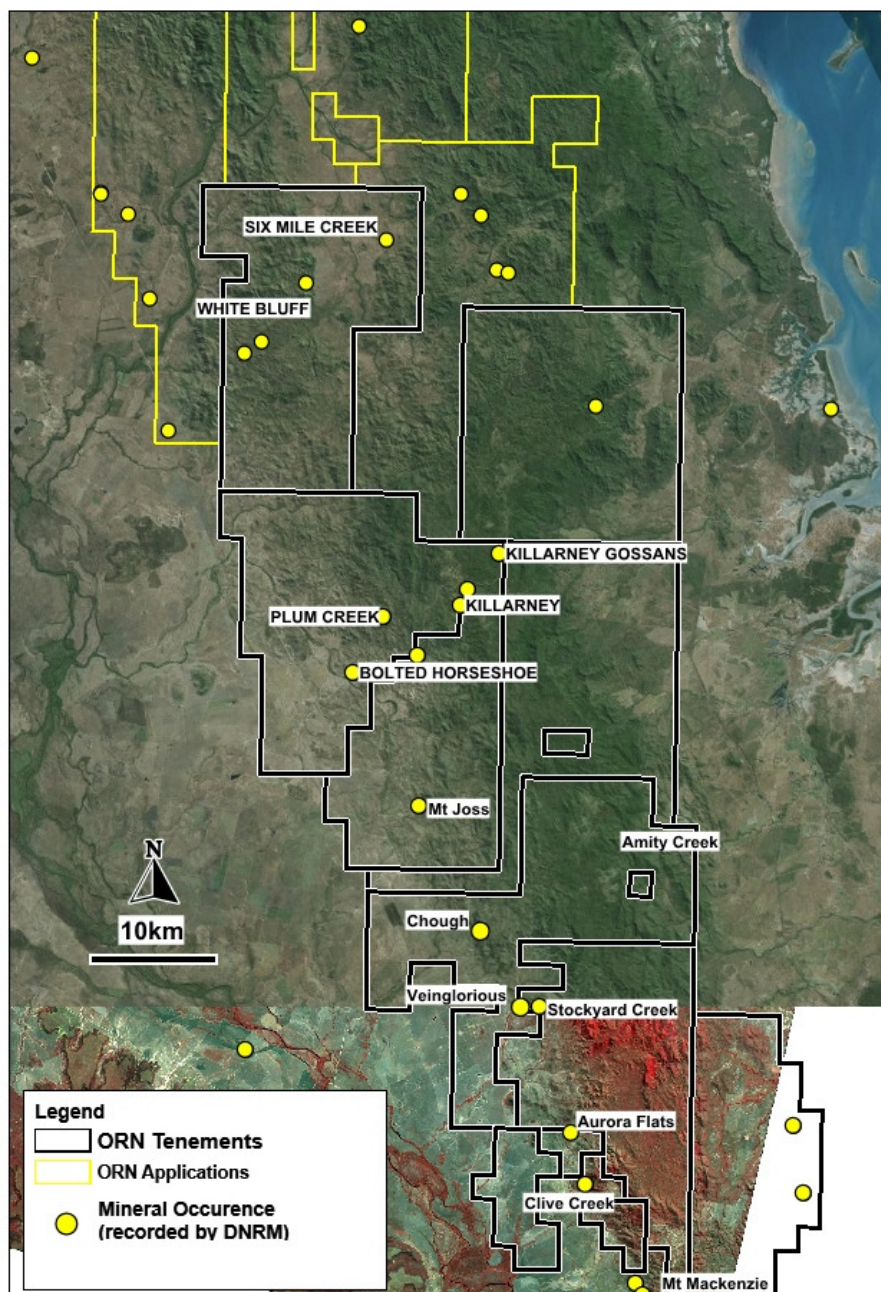 SIX MILE CREEK
WHITE BLUFF
KILLARNEY GOSSANS
KILLARNEY
PLUM CREEK
BOLTED HORSESHOE
Mt Joss
Amity Creek
N
10km
Chough
Veinglorious
Stockyard Creek
Aurora Flats
Clive Creek
Mt Mackenzie
Legend
ORN Tenements
ORN Applications
Mineral Occurence
(recorded by DNRM)